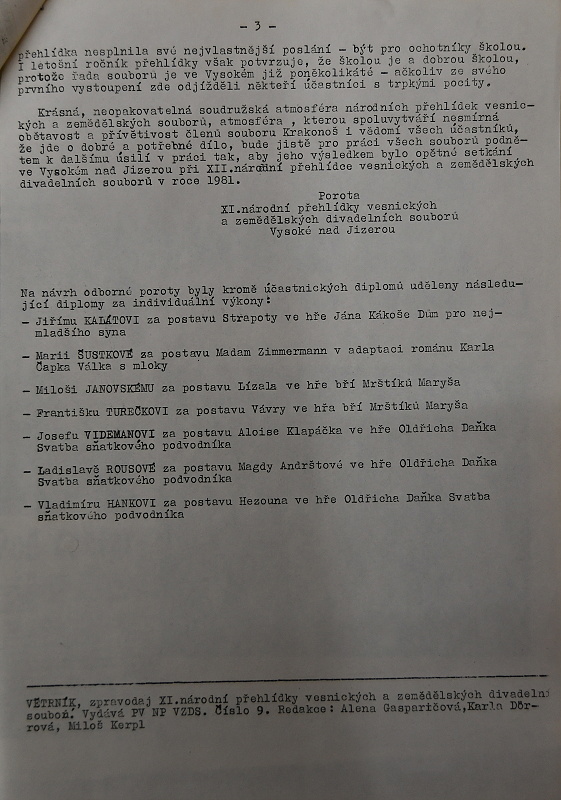 - 3 -
přehlídka nesplnila své nejvlastnější poslání - být pro ochotníky školou.
I letošní ročník přehlídky však potvrzuje, že školou je a dobrou školou,
protože řada souborů je ve Vysokém již poněkolikáté - ačkoliv ze svého
prvního vystoupení zde odjížděli někteří účastníci s trpkými pocity.
Krásná, neopakovatelná soudružská atmosféra národních přehlídek vesnic-
kých a zemědělských souborů, atmosféra , kterou spoluvytváří nesmírná
obětavost a přívětivost členů souboru Krakonoš i vědomí všech účastníků,
že jde o dobré a potřebné dílo, bude jistě pro práci všech souborů podně-
tem k dalšímu úsilí v práci tak, aby jeho výsledkem bylo opětné setkání
ve Vysokém nad Jizerou při XII.národní přehlídce vesnických a zemědělských
divadelních souborů v roce 1981.
Porota
XI.národní přehlídky vesnických
a zemědělských divadelních souborů
Vysoké nad Jizerou
Na návrh odborné poroty byly kromě účastnických diplomů uděleny následu-
jící diplomy za individuální výkony:
- Jiřímu KALÁTOVI za postavu Strapoty ve hře Jána Kákoše Dům pro nej-
mladšího syna
- Marii ŠUSTKOVÉ za postavu Madam Zimmermann v adaptaci románu Karla
Čapka Válka s mloky
- Miloši JANOVSKÉMU za postavu Lízala ve hře bří Mrštíků Maryša
- Františku TUREČKOVI za postavu Vávry ve hřa bří Mrštíků Maryša
- Josefu VIDEMANOVI za postavu Aloise Klapáčka ve hře Oldřicha Daňka
Svatba sňatkového podvodníka
- Ladislavě ROUSOVÉ za postavu Magdy Andrštové ve hře Oldřicha Daňka
Svatba sňatkového podvodníka
- Vladimíru HANKOVI za postavu Hezouna ve hře Oldřicha Daňka Svatba
sňatkového podvodníka
VĚTRNÍK, zpravodaj XI.národní přehlídky vesnických a zemědělských divadeln
souboň. Vydává PV NP VZDS. Číslo 9. Redakce: Alena Gasparičová,Karla Dör-
rová, Miloš Kerpl